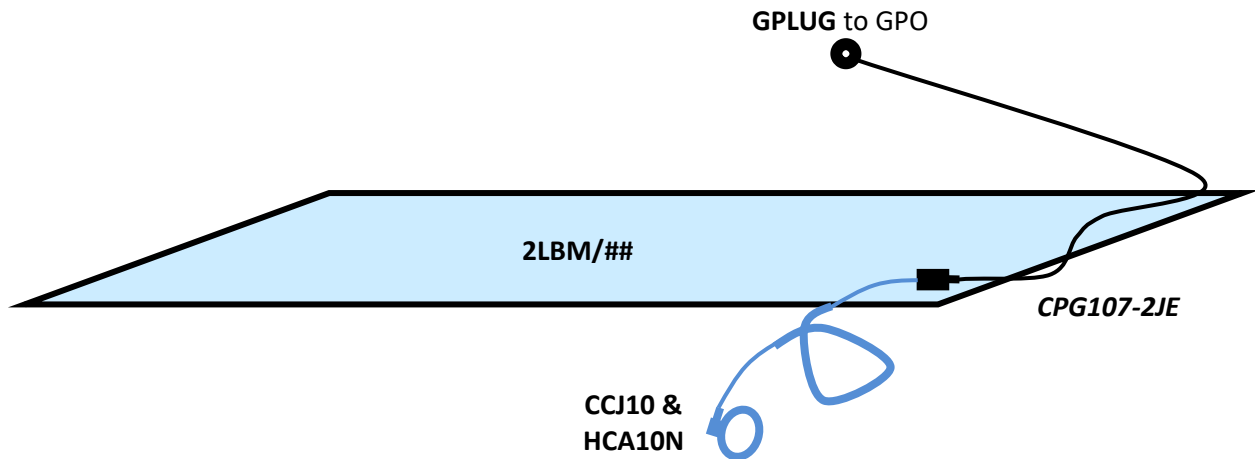 GPLUG to GPO
2LBM/##
CPG107-2JE
CCJ10 &
HCA10N